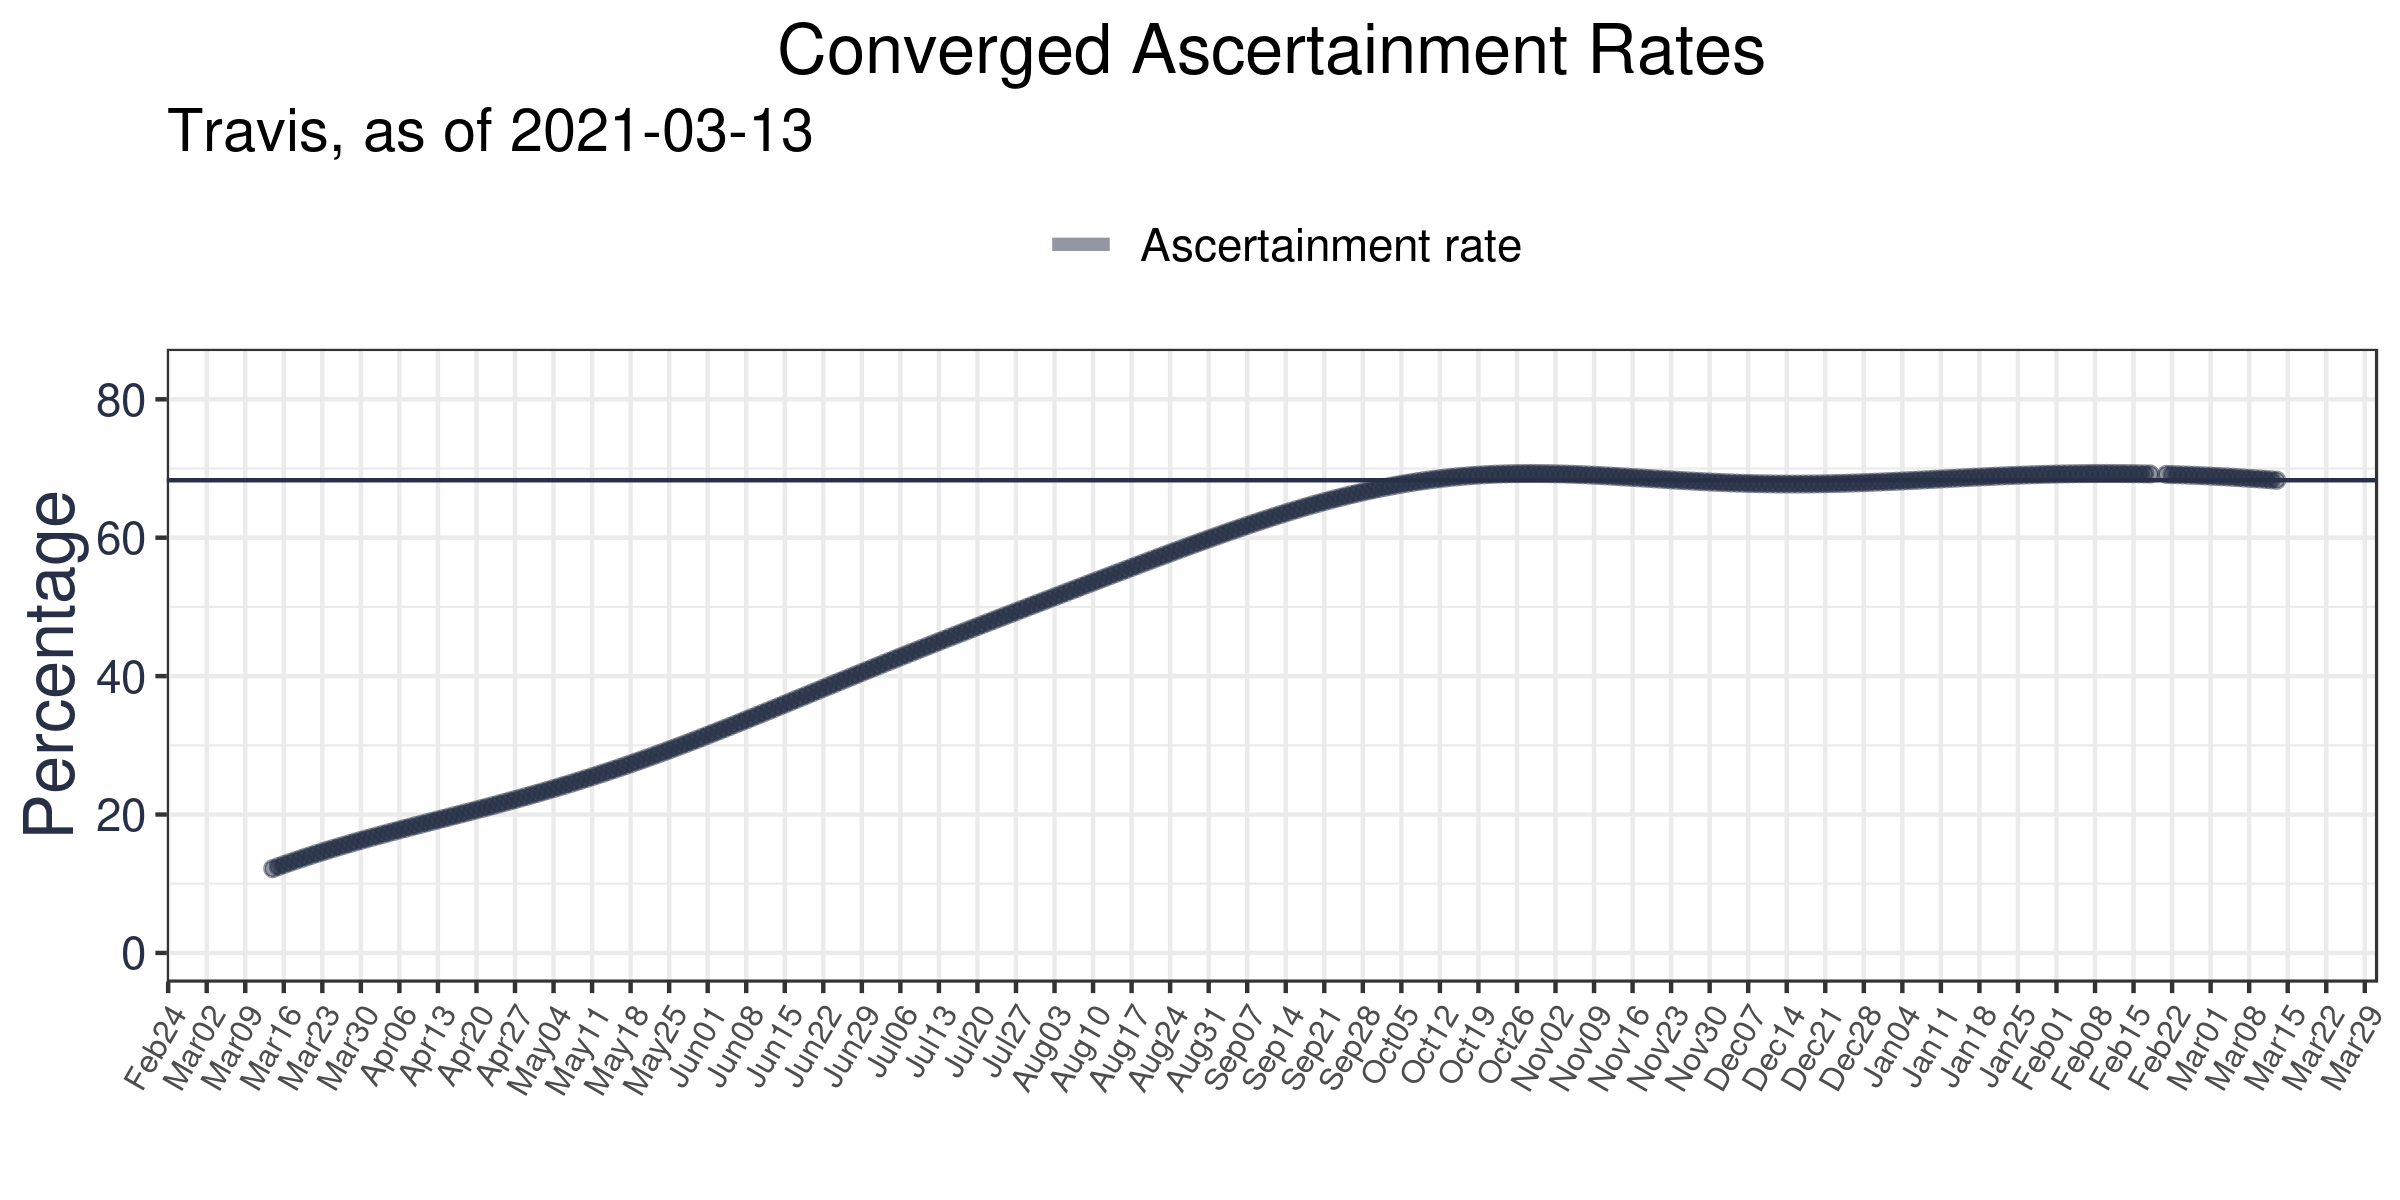 Converged Ascertainment Rates
Travis, as of 2021-03-13
Ascertainment rate
Percentage
80
60
40
20
0
Feb24
Mar02
Mar09
Mar16
Mar23
Mar30
Apr06
Apr13
Apr20
Apr27
May04
May11
May18
May25
Jun01
Jun08
Jun15
Jun22
Jun29
Jul06
Jul13
Jul20
Jul27
Aug03
Aug10
Aug17
Aug24
Aug31
Sep07
Sep14
Sep21
Sep28
Oct05
Oct12
Oct19
Oct26
Nov02
Nov09
Nov16
Nov23
Nov30
Dec07
Dec14
Dec21
Dec28
Jan04
Jan11
Jan18
Jan25
Feb01
Feb08
Feb15
Feb22
Mar01
Mar08
Mar15
Mar22
Mar29